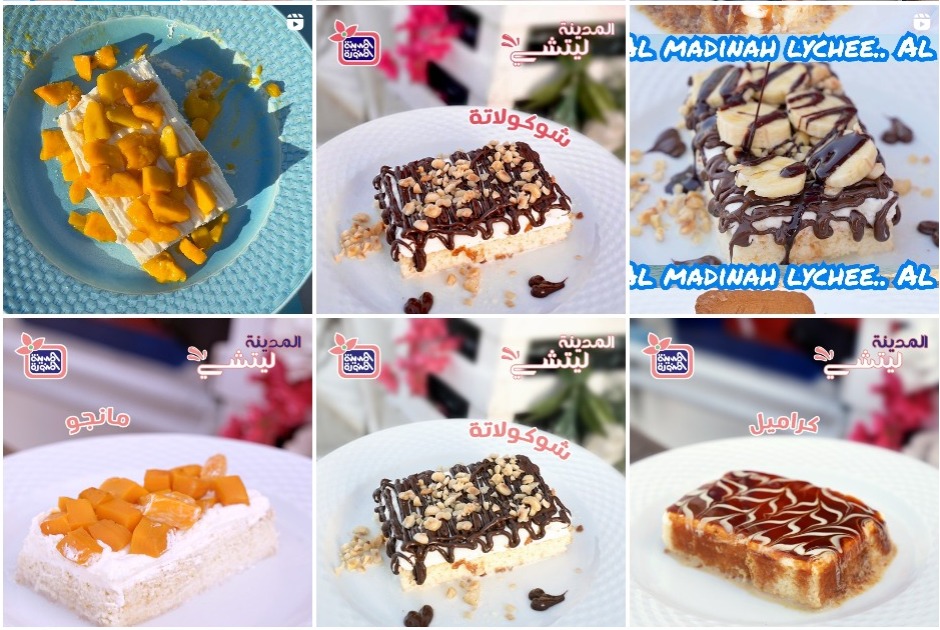 المدينة
ليتشي
شوكولاتة
AL MADINAH LYCHEE.. AL
AL MADINAH LYCHEE.. AL
المدينة
ليتشي
مانجو
المدينة
ليتشي
شوكولاتة
المدينة
ليتشي
كراميل